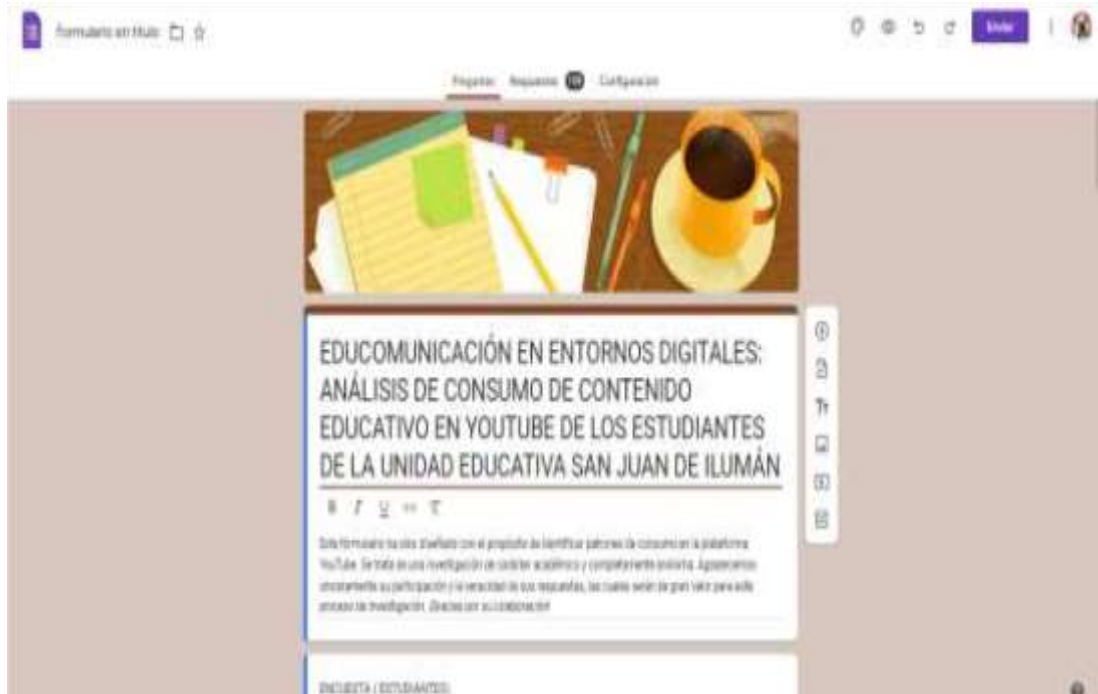 Formulario sin título
Enviar
Preguntas Respuestas Configuración
EDUCOMUNICACIÓN EN ENTORNOS DIGITALES:
ANÁLISIS DE CONSUMO DE CONTENIDO
EDUCATIVO EN YOUTUBE DE LOS ESTUDIANTES
DE LA UNIDAD EDUCATIVA SAN JUAN DE ILUMÁN
B I U
Este formulario ha sido diseñado con el propósito de identificar patrones de consumo en la plataforma
YouTube. Se trata de una investigación de carácter académico y completamente anónima. Agradecemos
sinceramente su participación y la veracidad de sus respuestas, las cuales serán de gran valor para este
proceso de investigación. ¡Gracias por su colaboración!
ENCUESTA (ESTUDIANTES)